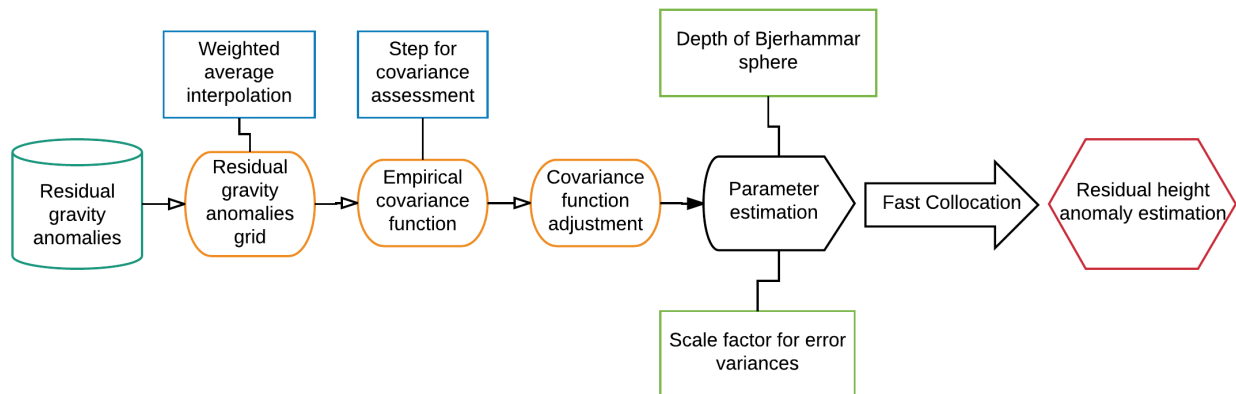 Weighted
average
interpolation
Step for
covariance
assessment
Depth of Bjerhammar
sphere
Residual
gravity
anomalies
Residual
gravity
anomalies
grid
Empirical
covariance
function
Covariance
function
adjustment
Parameter
estimation
Fast Collocation
Residual height
anomaly estimation
Scale factor for error
variances